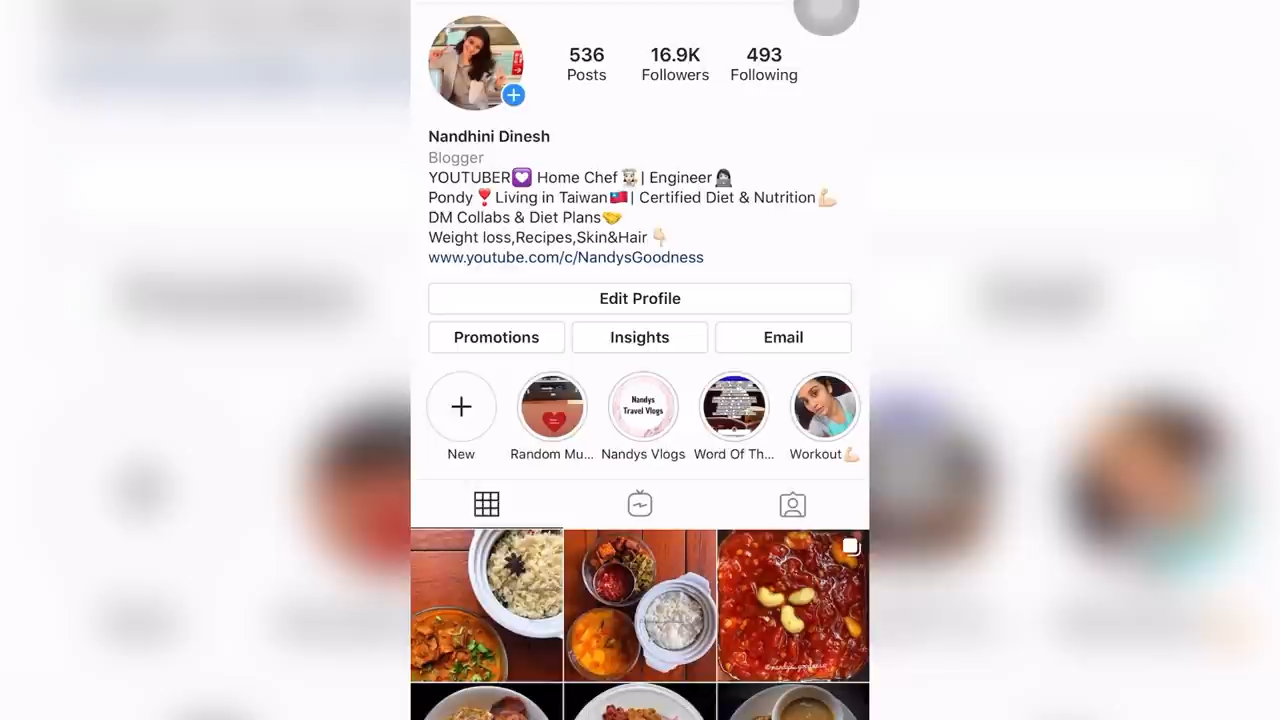 536 16.9K 493
Posts Followers Following
Nandhini Dinesh
Blogger
YOUTUBER💟 Home Chef👩🏻‍🍳| Engineer👩🏻‍💻
Pondy❣️Living in Taiwan🇹🇼| Certified Diet & Nutrition💪🏻
DM Collabs & Diet Plans🤝
Weight loss,Recipes,Skin&Hair👇🏻
www.youtube.com/c/NandysGoodness
Edit Profile
Promotions Insights Email
Nandys
Travel Vlogs
New Random Mu... Nandys Vlogs Word Of Th... Workout💪🏻